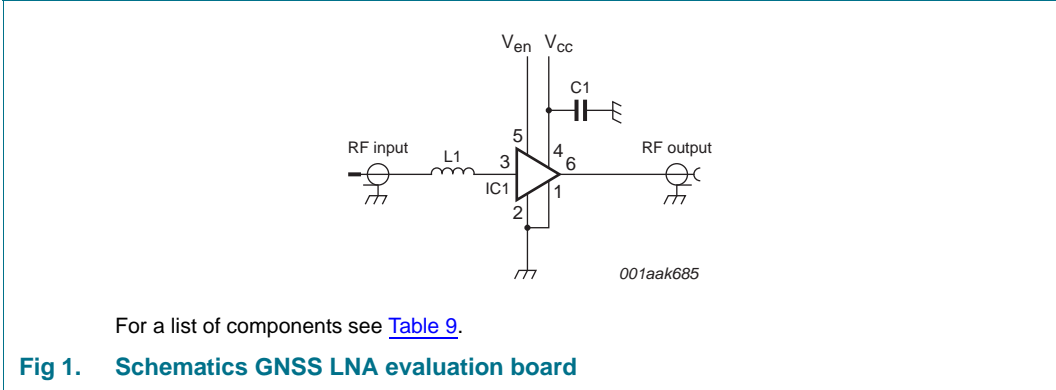 Ven Vcc
C1
5
4
RF input
L1
3
6
RF output
IC1
1
2
001aak685
For a list of components see Table 9.
Fig 1. Schematics GNSS LNA evaluation board